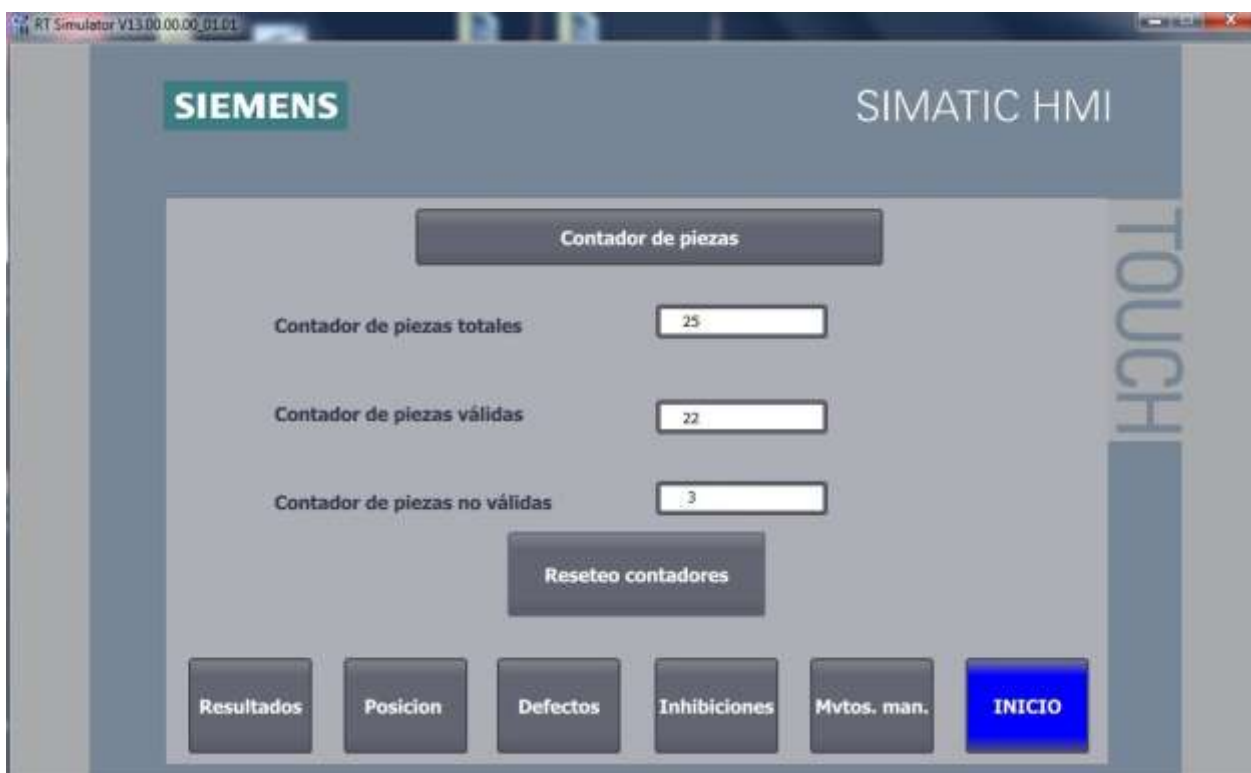 RT Simulator V13.00.00.00_01.01
SIEMENS
SIMATIC HMI
TOUCH
Contador de piezas
Contador de piezas totales
25
Contador de piezas válidas
22
Contador de piezas no válidas
3
Reseteo contadores
Resultados
Posicion
Defectos
Inhibiciones
Mvtos. man.
INICIO